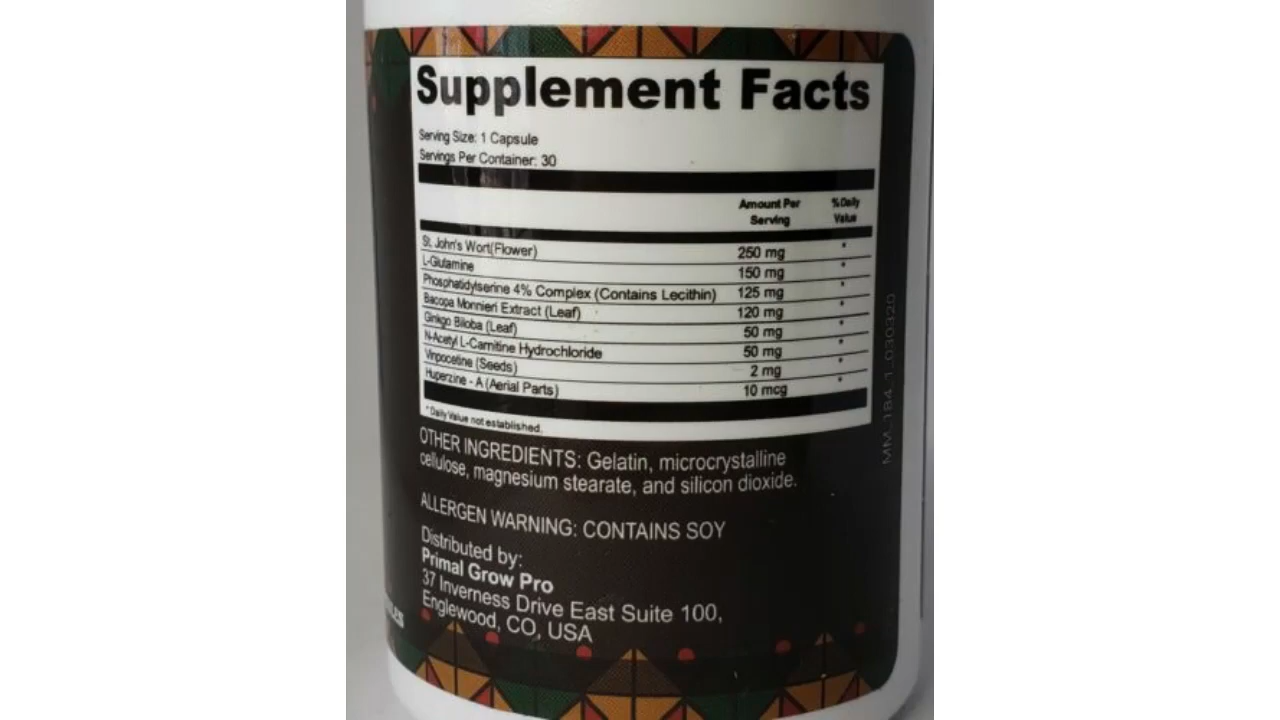 Supplement Facts
Serving Size: 1 Capsule
Servings Per Container: 30
Amount Per Serving
%Daily Value
St. John's Wort(Flower) 250 mg *
L-Glutamine 150 mg *
Phosphatidylserine 4% Complex (Contains Lecithin) 125 mg *
Bacopa Monnieri Extract (Leaf) 120 mg *
Ginkgo Biloba (Leaf) 50 mg *
N-Acetyl L-Carnitine Hydrochloride 50 mg *
Vinpocetine (Seeds) 2 mg *
Huperzine - A (Aerial Parts) 10 mcg *
* Daily Value not established.
OTHER INGREDIENTS: Gelatin, microcrystalline
cellulose, magnesium stearate, and silicon dioxide.
ALLERGEN WARNING: CONTAINS SOY
Distributed by:
Primal Grow Pro
37 Inverness Drive East Suite 100,
Englewood, CO, USA
MM_184_1_030320